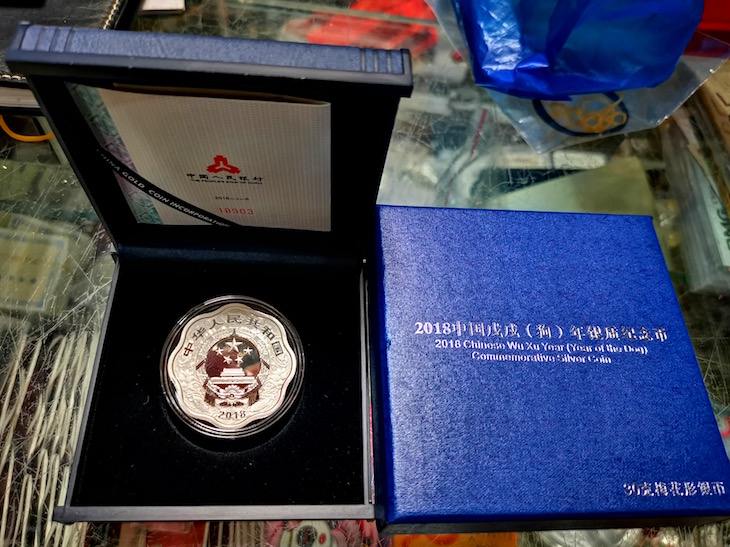 中国人民银行
THE PEOPLE'S BANK OF CHINA
18903
CHINA GOLD COIN INCORPORATION
中华人民共和国
2018
2018中国戊戌（狗）年银质纪念币
2018 Chinese Wu Xu Year (Year of the Dog)
Commemorative Silver Coin
30克梅花形银币